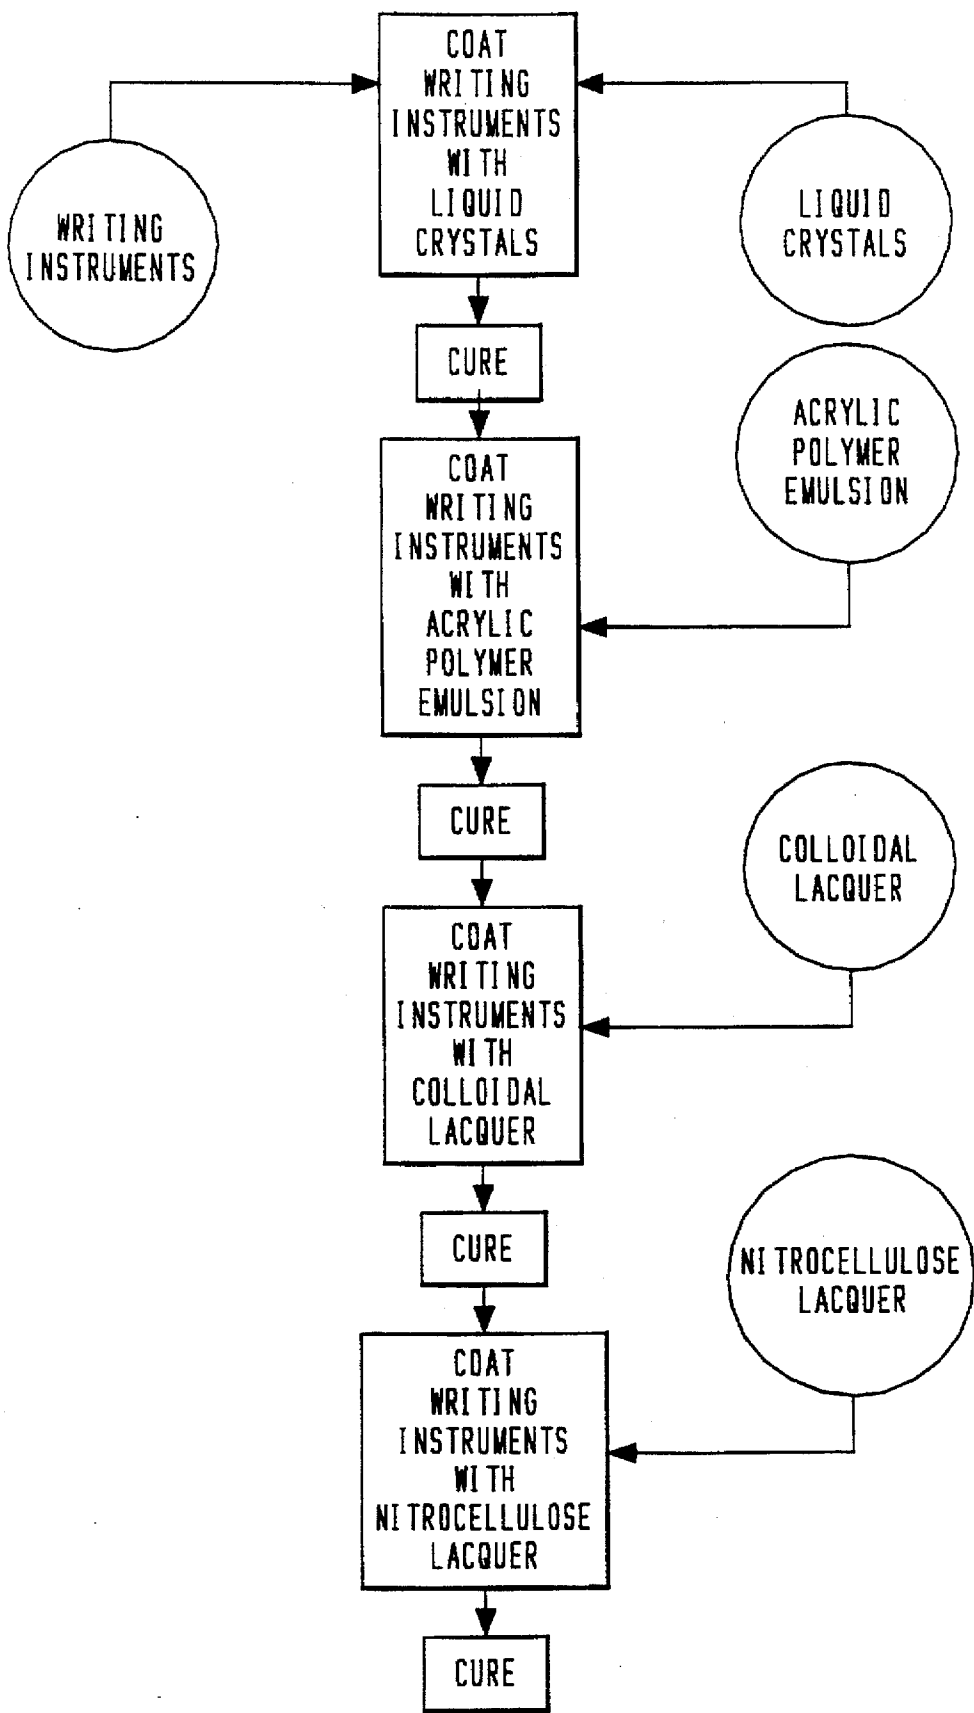 COAT
WRITING
INSTRUMENTS
WITH
LIQUID
CRYSTALS
WRITING
INSTRUMENTS
LIQUID
CRYSTALS
CURE
ACRYLIC
POLYMER
EMULSION
COAT
WRITING
INSTRUMENTS
WITH
ACRYLIC
POLYMER
EMULSION
CURE
COLLOIDAL
LACQUER
COAT
WRITING
INSTRUMENTS
WITH
COLLOIDAL
LACQUER
CURE
NITROCELLULOSE
LACQUER
COAT
WRITING
INSTRUMENTS
WITH
NITROCELLULOSE
LACQUER
CURE